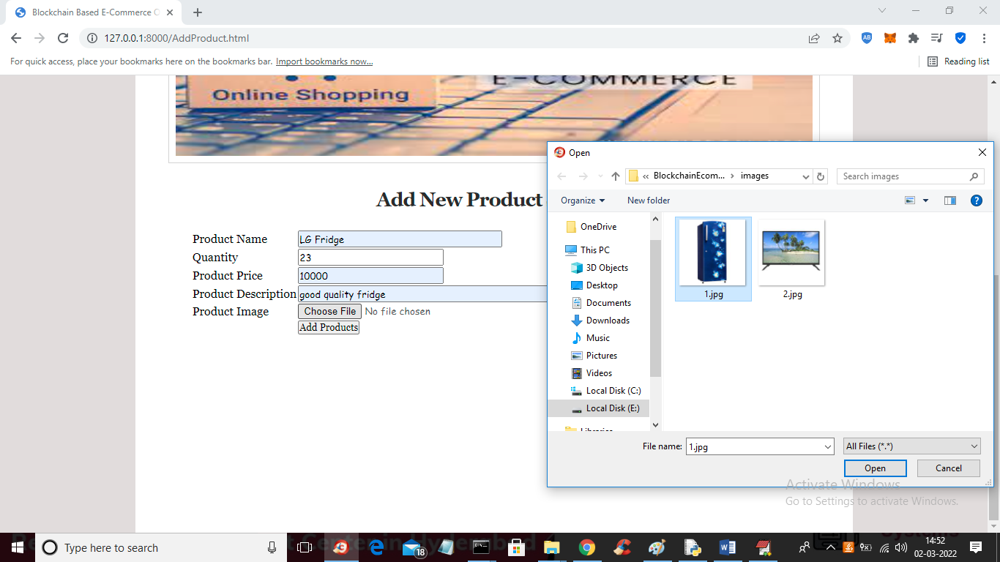 Blockchain Based E-Commerce O
127.0.0.1:8000/AddProduct.html
For quick access, place your bookmarks here on the bookmarks bar. Import bookmarks now...
Reading list
E-COMMERCE
Online Shopping
Add New Product
Product Name LG Fridge
Quantity 23
Product Price 10000
Product Description good quality fridge
Product Image Choose File No file chosen
Add Products
Open
« BlockchainEcom... › images
Search images
Organize
New folder
OneDrive
This PC
3D Objects
Desktop
Documents
Downloads
Music
Pictures
Videos
Local Disk (C:)
Local Disk (E:)
Libraries
1.jpg
2.jpg
File name: 1.jpg
All Files (*.*)
Open
Cancel
Activate Windows
Go to Settings to activate Windows.
Type here to search
18
Systems
14:52
02-03-2022